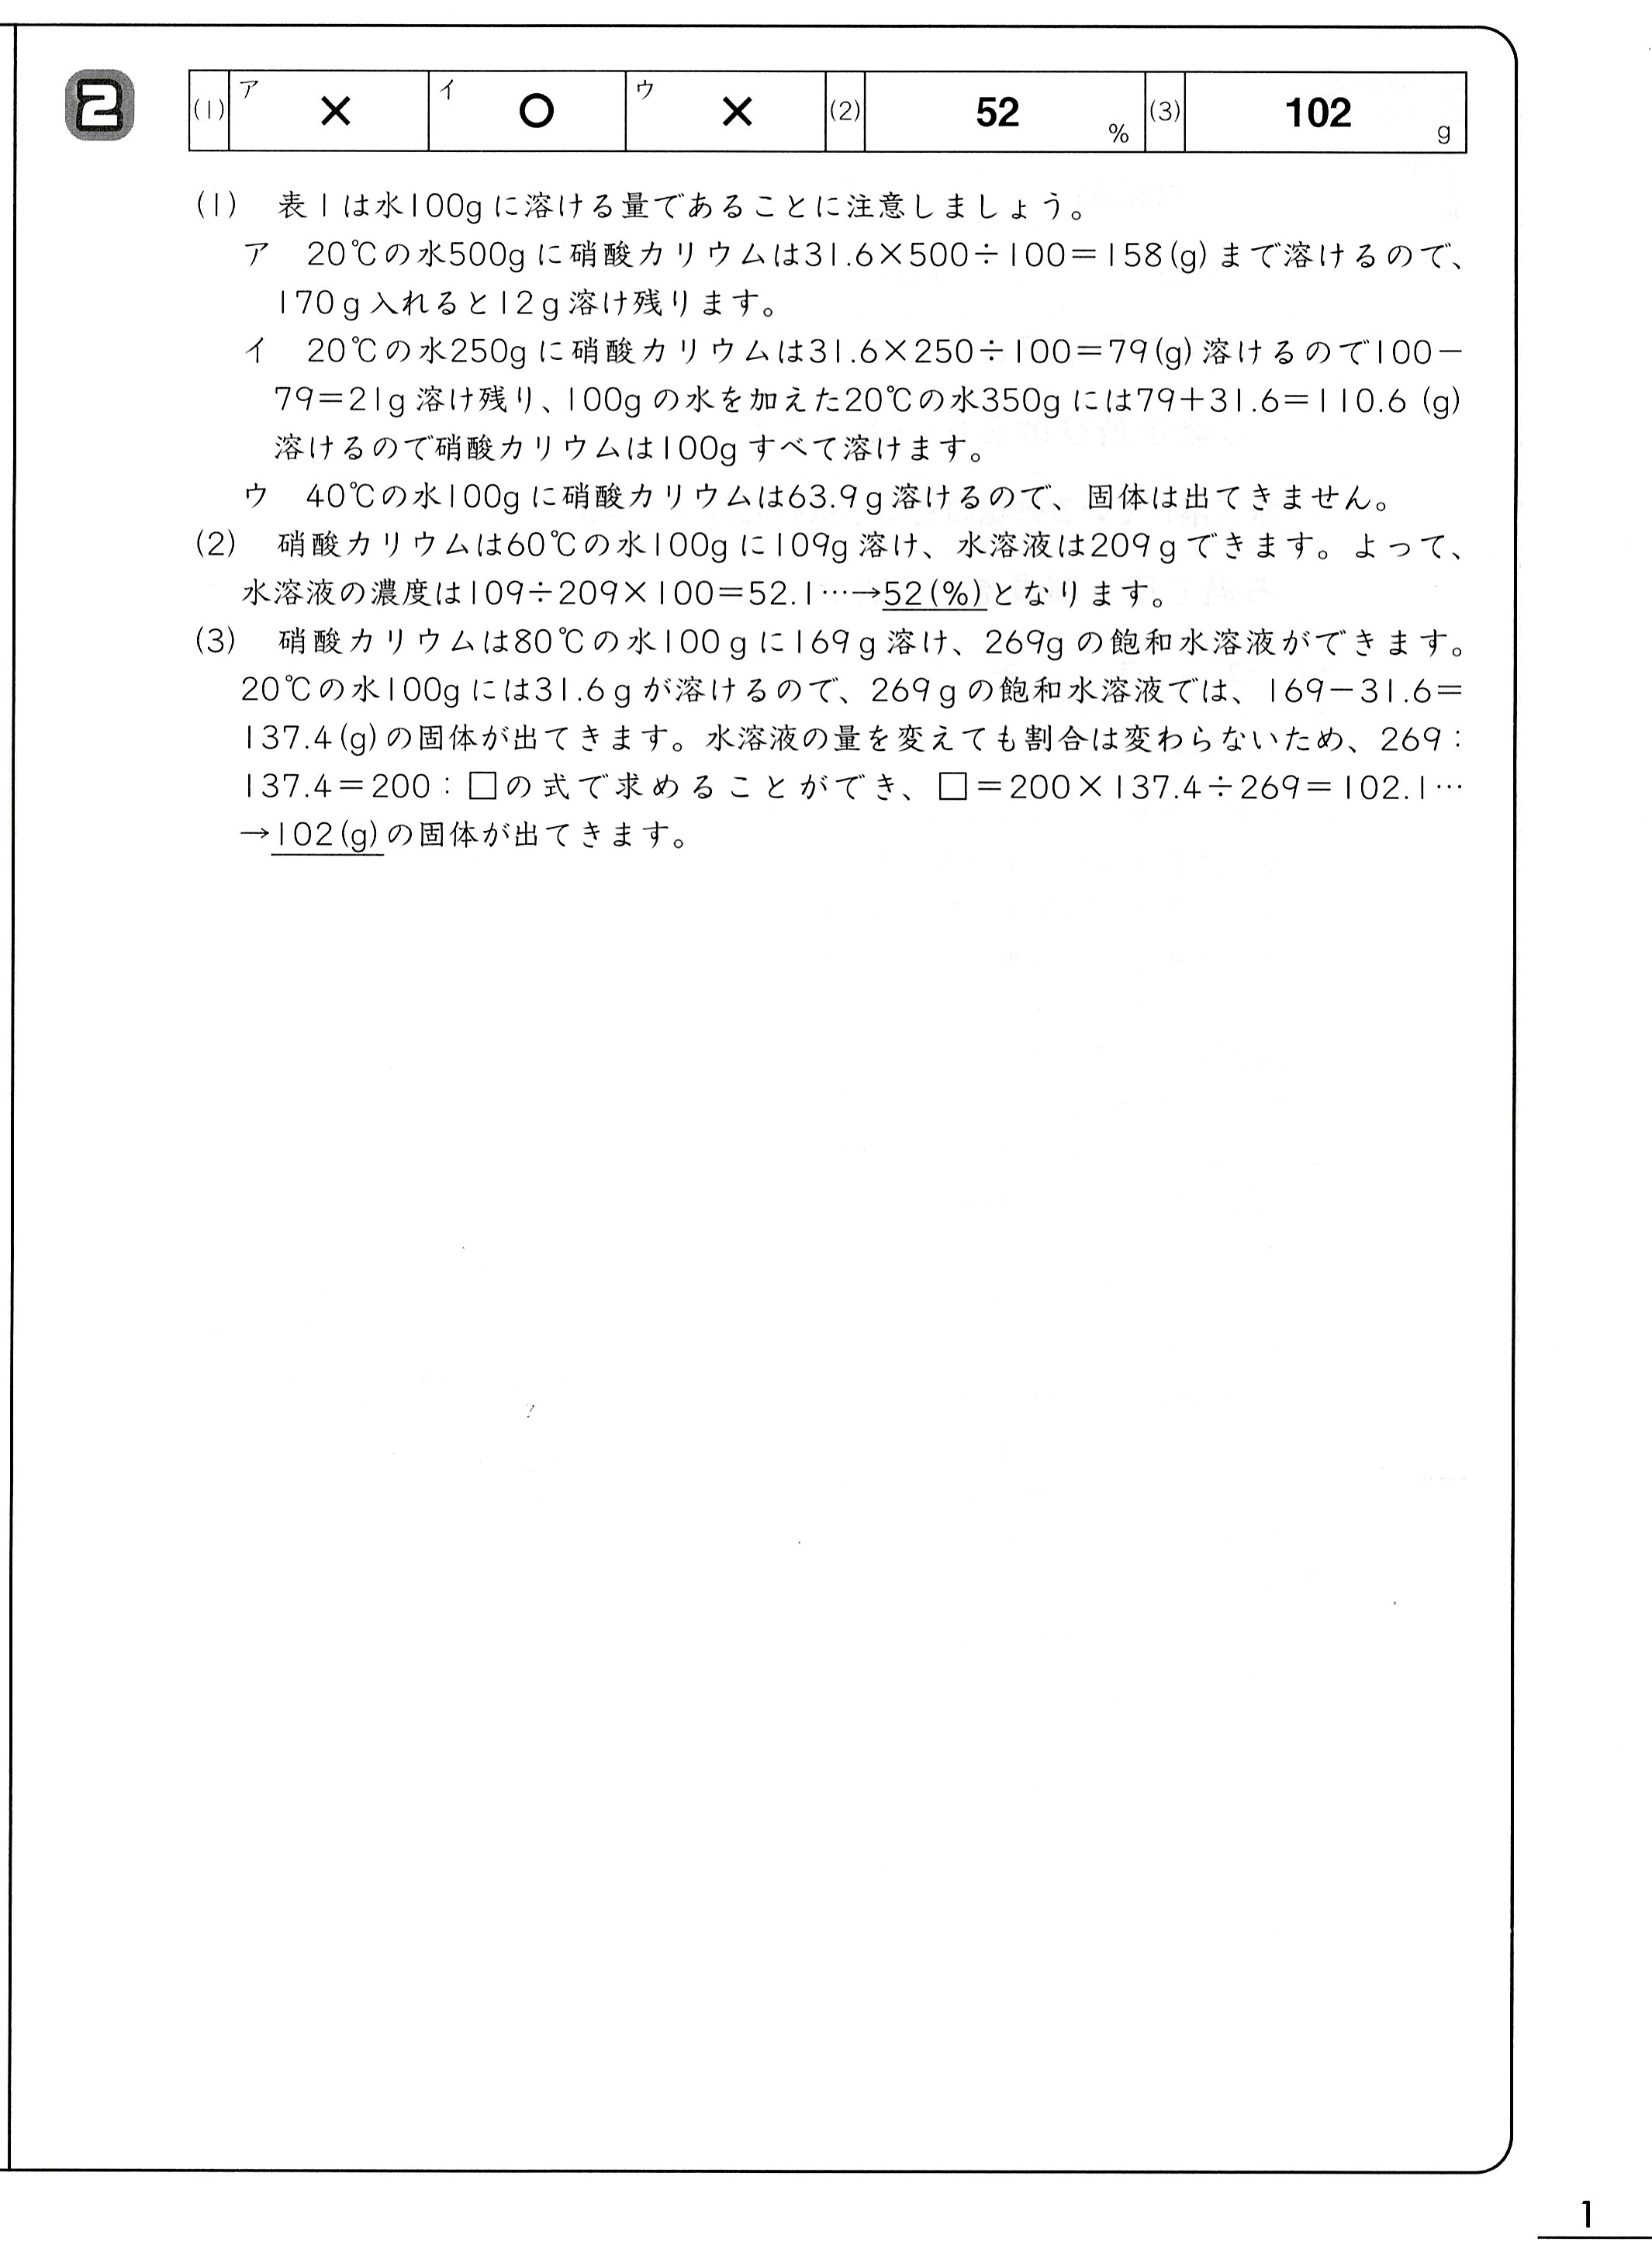 2
(1) ア × イ ○ ウ × (2) 52 % (3) 102 g
(1) 表1は水100gに溶ける量であることに注意しましょう。
ア 20℃の水500gに硝酸カリウムは31.6×500÷100=158(g)まで溶けるので、
170g入れると12g溶け残ります。
イ 20℃の水250gに硝酸カリウムは31.6×250÷100=79(g)溶けるので100-
79=21g溶け残り、100gの水を加えた20℃の水350gには79+31.6=110.6(g)
溶けるので硝酸カリウムは100gすべて溶けます。
ウ 40℃の水100gに硝酸カリウムは63.9g溶けるので、固体は出てきません。
(2) 硝酸カリウムは60℃の水100gに109g溶け、水溶液は209gできます。よって、
水溶液の濃度は109÷209×100=52.1…→52(%)となります。
(3) 硝酸カリウムは80℃の水100gに169g溶け、269gの飽和水溶液ができます。
20℃の水100gには31.6gが溶けるので、269gの飽和水溶液では、169-31.6=
137.4(g)の固体が出てきます。水溶液の量を変えても割合は変わらないため、269:
137.4=200:□の式で求めることができ、□=200×137.4÷269=102.1…
→102(g)の固体が出てきます。
1